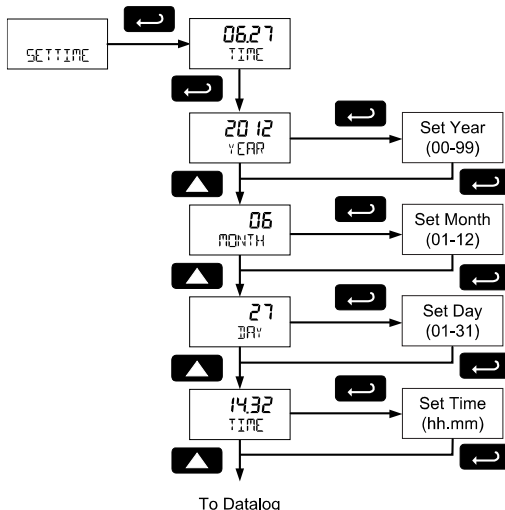 SETTIME
06.27
TIME
2012
YEAR
Set Year
(00-99)
06
MONTH
Set Month
(01-12)
27
DAY
Set Day
(01-31)
14.32
TIME
Set Time
(hh.mm)
To Datalog